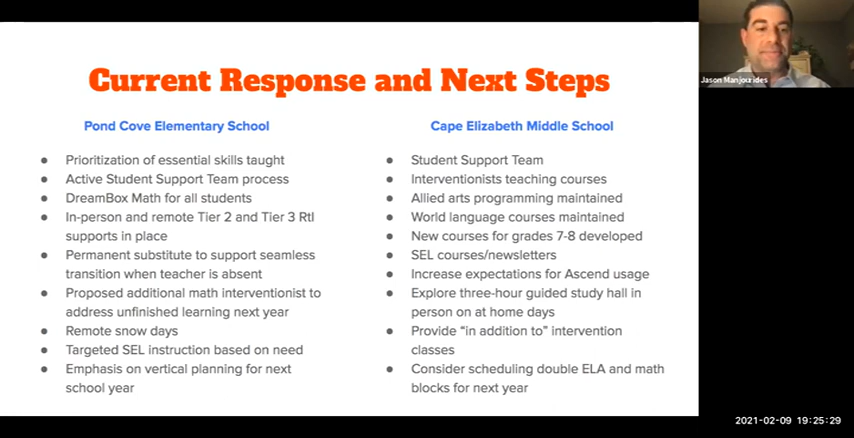 Current Response and Next Steps
Pond Cove Elementary School
● Prioritization of essential skills taught
● Active Student Support Team process
● DreamBox Math for all students
● In-person and remote Tier 2 and Tier 3 RtI
supports in place
● Permanent substitute to support seamless
transition when teacher is absent
● Proposed additional math interventionist to
address unfinished learning next year
● Remote snow days
● Targeted SEL instruction based on need
● Emphasis on vertical planning for next
school year
Cape Elizabeth Middle School
● Student Support Team
● Interventionists teaching courses
● Allied arts programming maintained
● World language courses maintained
● New courses for grades 7-8 developed
● SEL courses/newsletters
● Increase expectations for Ascend usage
● Explore three-hour guided study hall in
person on at home days
● Provide “in addition to” intervention
classes
● Consider scheduling double ELA and math
blocks for next year
Jason Manjourides
2021-02-09 19:25:29